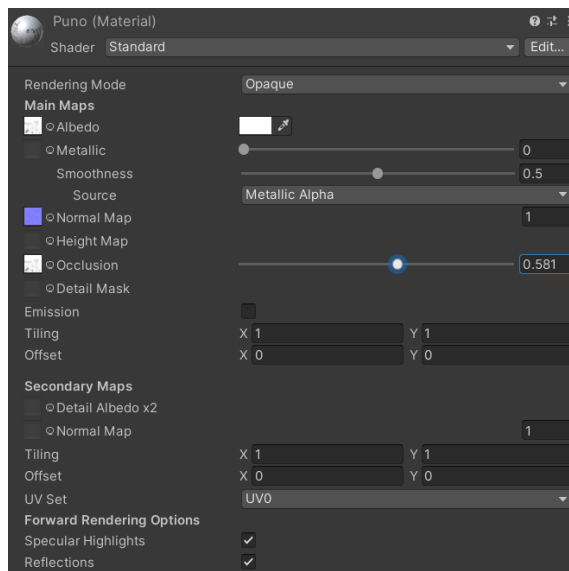 Puno (Material)
Shader Standard Edit...
Rendering Mode Opaque
Main Maps
Albedo
Metallic 0
Smoothness 0.5
Source Metallic Alpha
Normal Map 1
Height Map
Occlusion 0.581
Detail Mask
Emission
Tiling X 1 Y 1
Offset X 0 Y 0
Secondary Maps
Detail Albedo x2
Normal Map 1
Tiling X 1 Y 1
Offset X 0 Y 0
UV Set UV0
Forward Rendering Options
Specular Highlights
Reflections